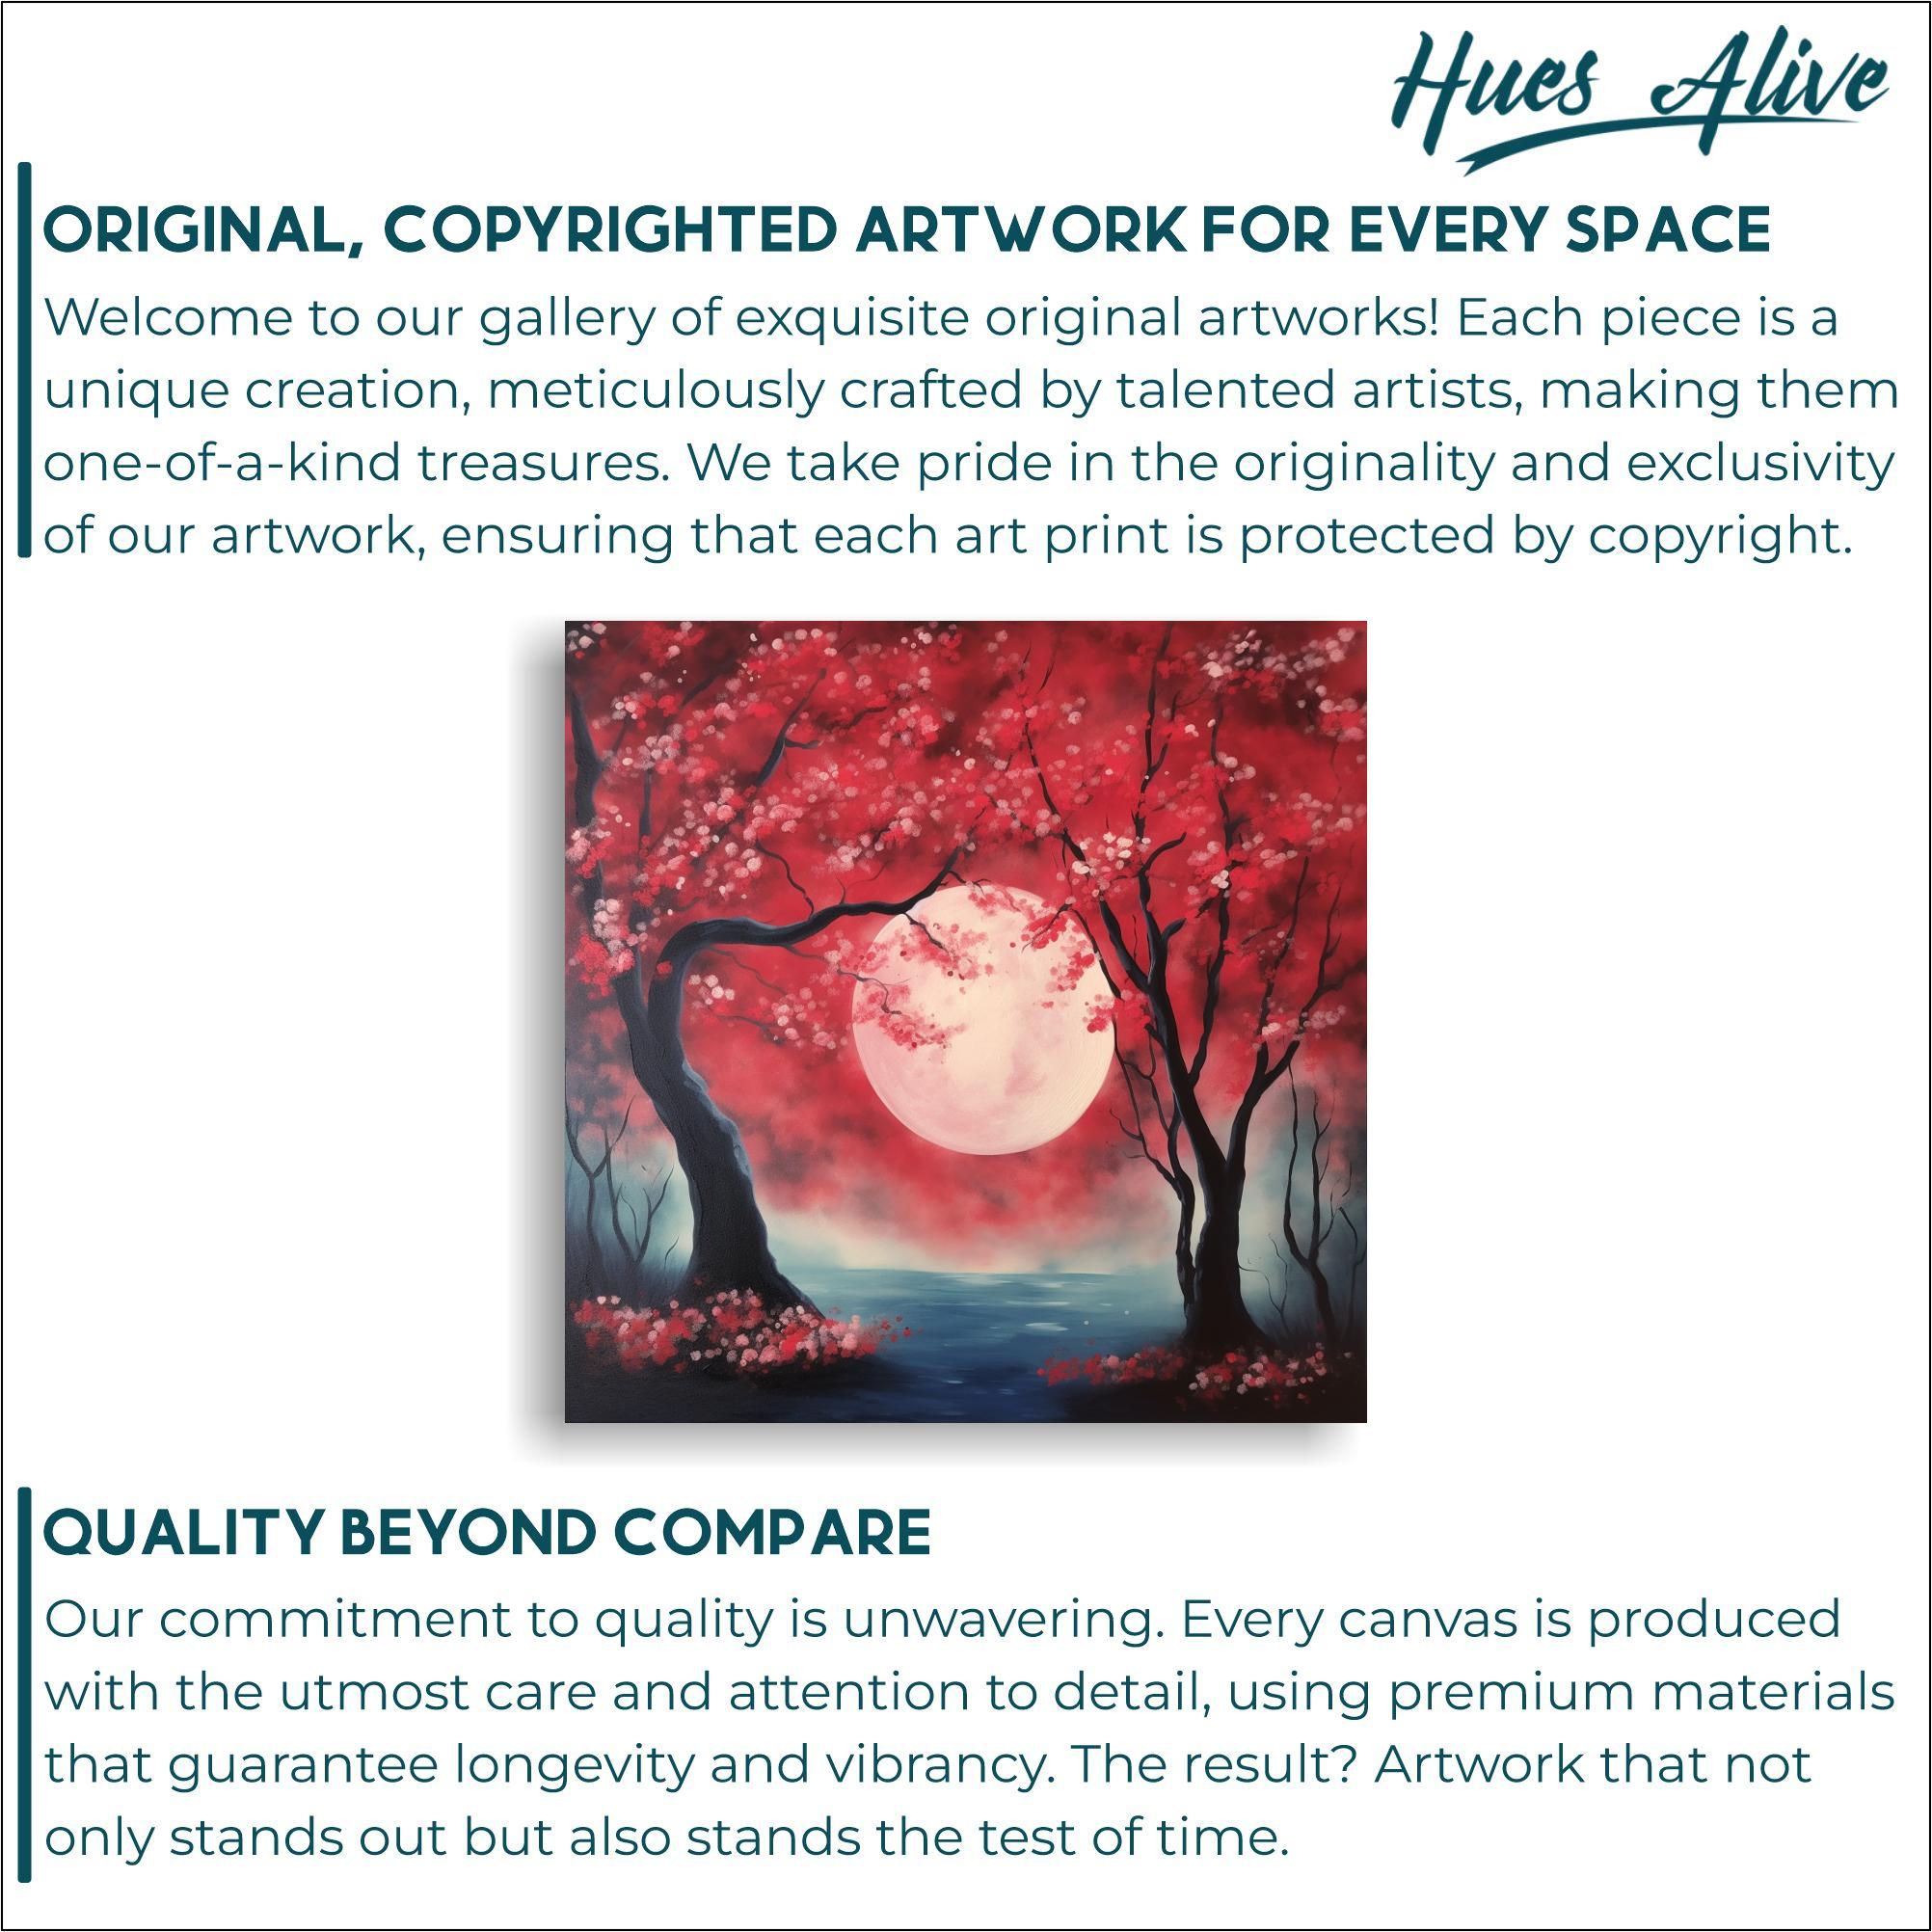 Hues Alive
ORIGINAL, COPYRIGHTED ARTWORK FOR EVERY SPACE
Welcome to our gallery of exquisite original artworks! Each piece is a
unique creation, meticulously crafted by talented artists, making them
one-of-a-kind treasures. We take pride in the originality and exclusivity
of our artwork, ensuring that each art print is protected by copyright.
QUALITY BEYOND COMPARE
Our commitment to quality is unwavering. Every canvas is produced
with the utmost care and attention to detail, using premium materials
that guarantee longevity and vibrancy. The result? Artwork that not
only stands out but also stands the test of time.